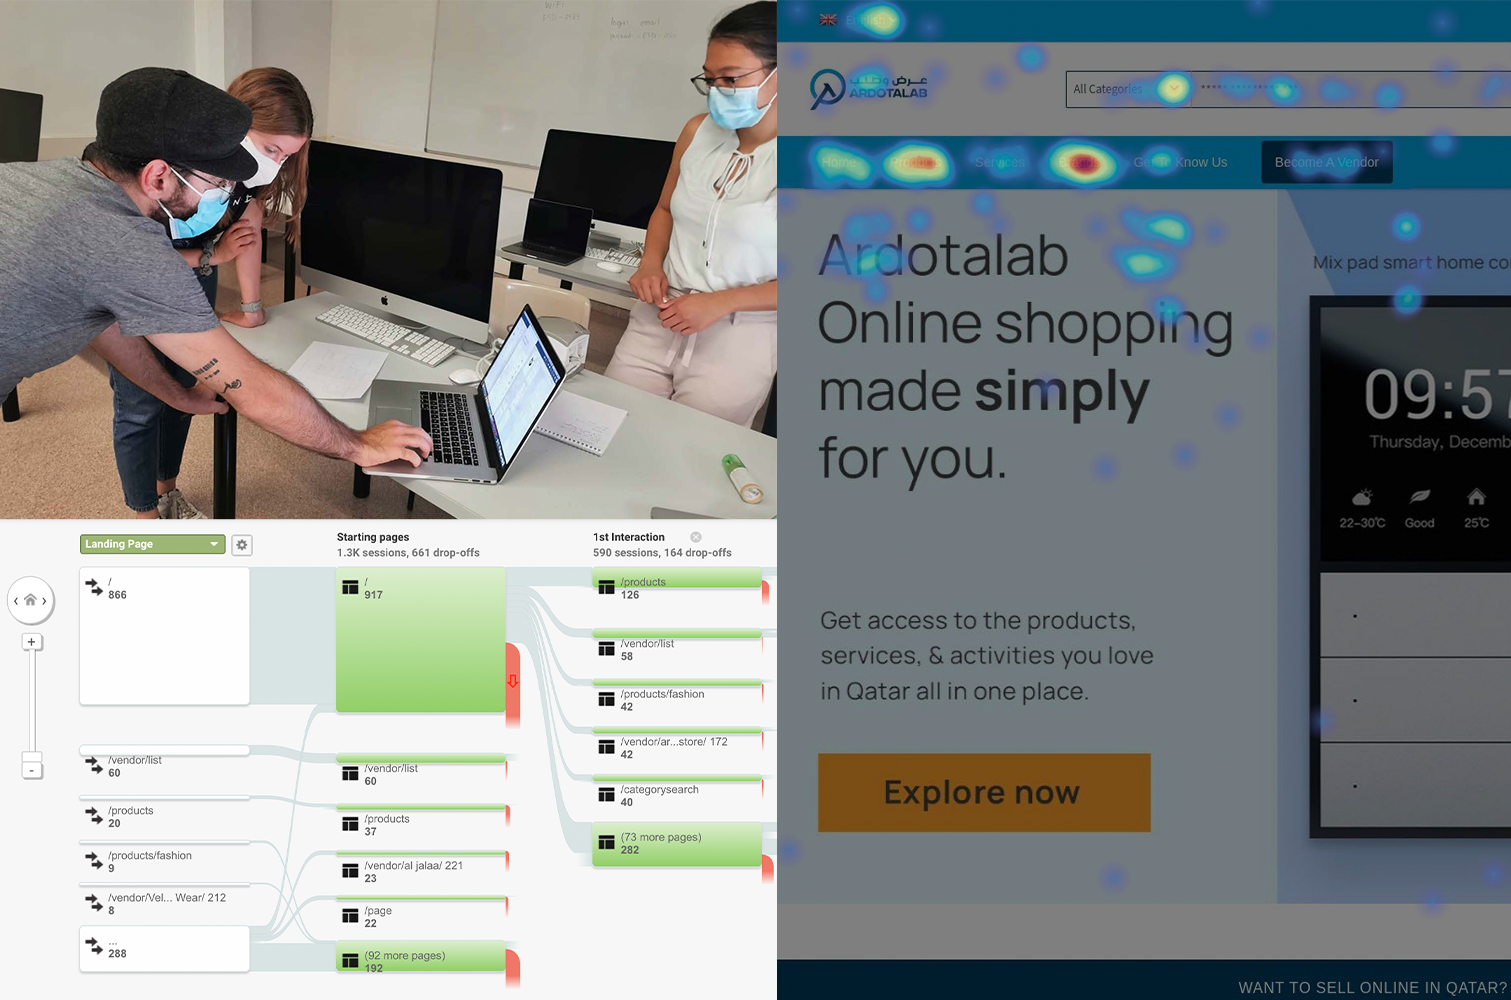 WiFi
login email
Landing Page
/
866
/vendor/list
60
/products
20
/products/fashion
9
/vendor/Vel... Wear/ 212
8
...
288
Starting pages
1.3K sessions, 661 drop-offs
/
917
/vendor/list
60
/products
37
/vendor/al jalaa/ 221
23
/page
22
(92 more pages)
192
1st Interaction
590 sessions, 164 drop-offs
/products
126
/vendor/list
58
/products/fashion
42
/vendor/ar...store/ 172
42
/categorysearch
40
(73 more pages)
282
+
-
English
عرض وطلب
ARDOTALAB
All Categories
Home
Products
Services
Get To Know Us
Become A Vendor
Ardotalab
Online shopping
made simply
for you.
Get access to the products,
services, & activities you love
in Qatar all in one place.
Explore now
Mix pad smart home co
09:57
Thursday, Decemb
22-30℃
Good
25℃
WANT TO SELL ONLINE IN QATAR?